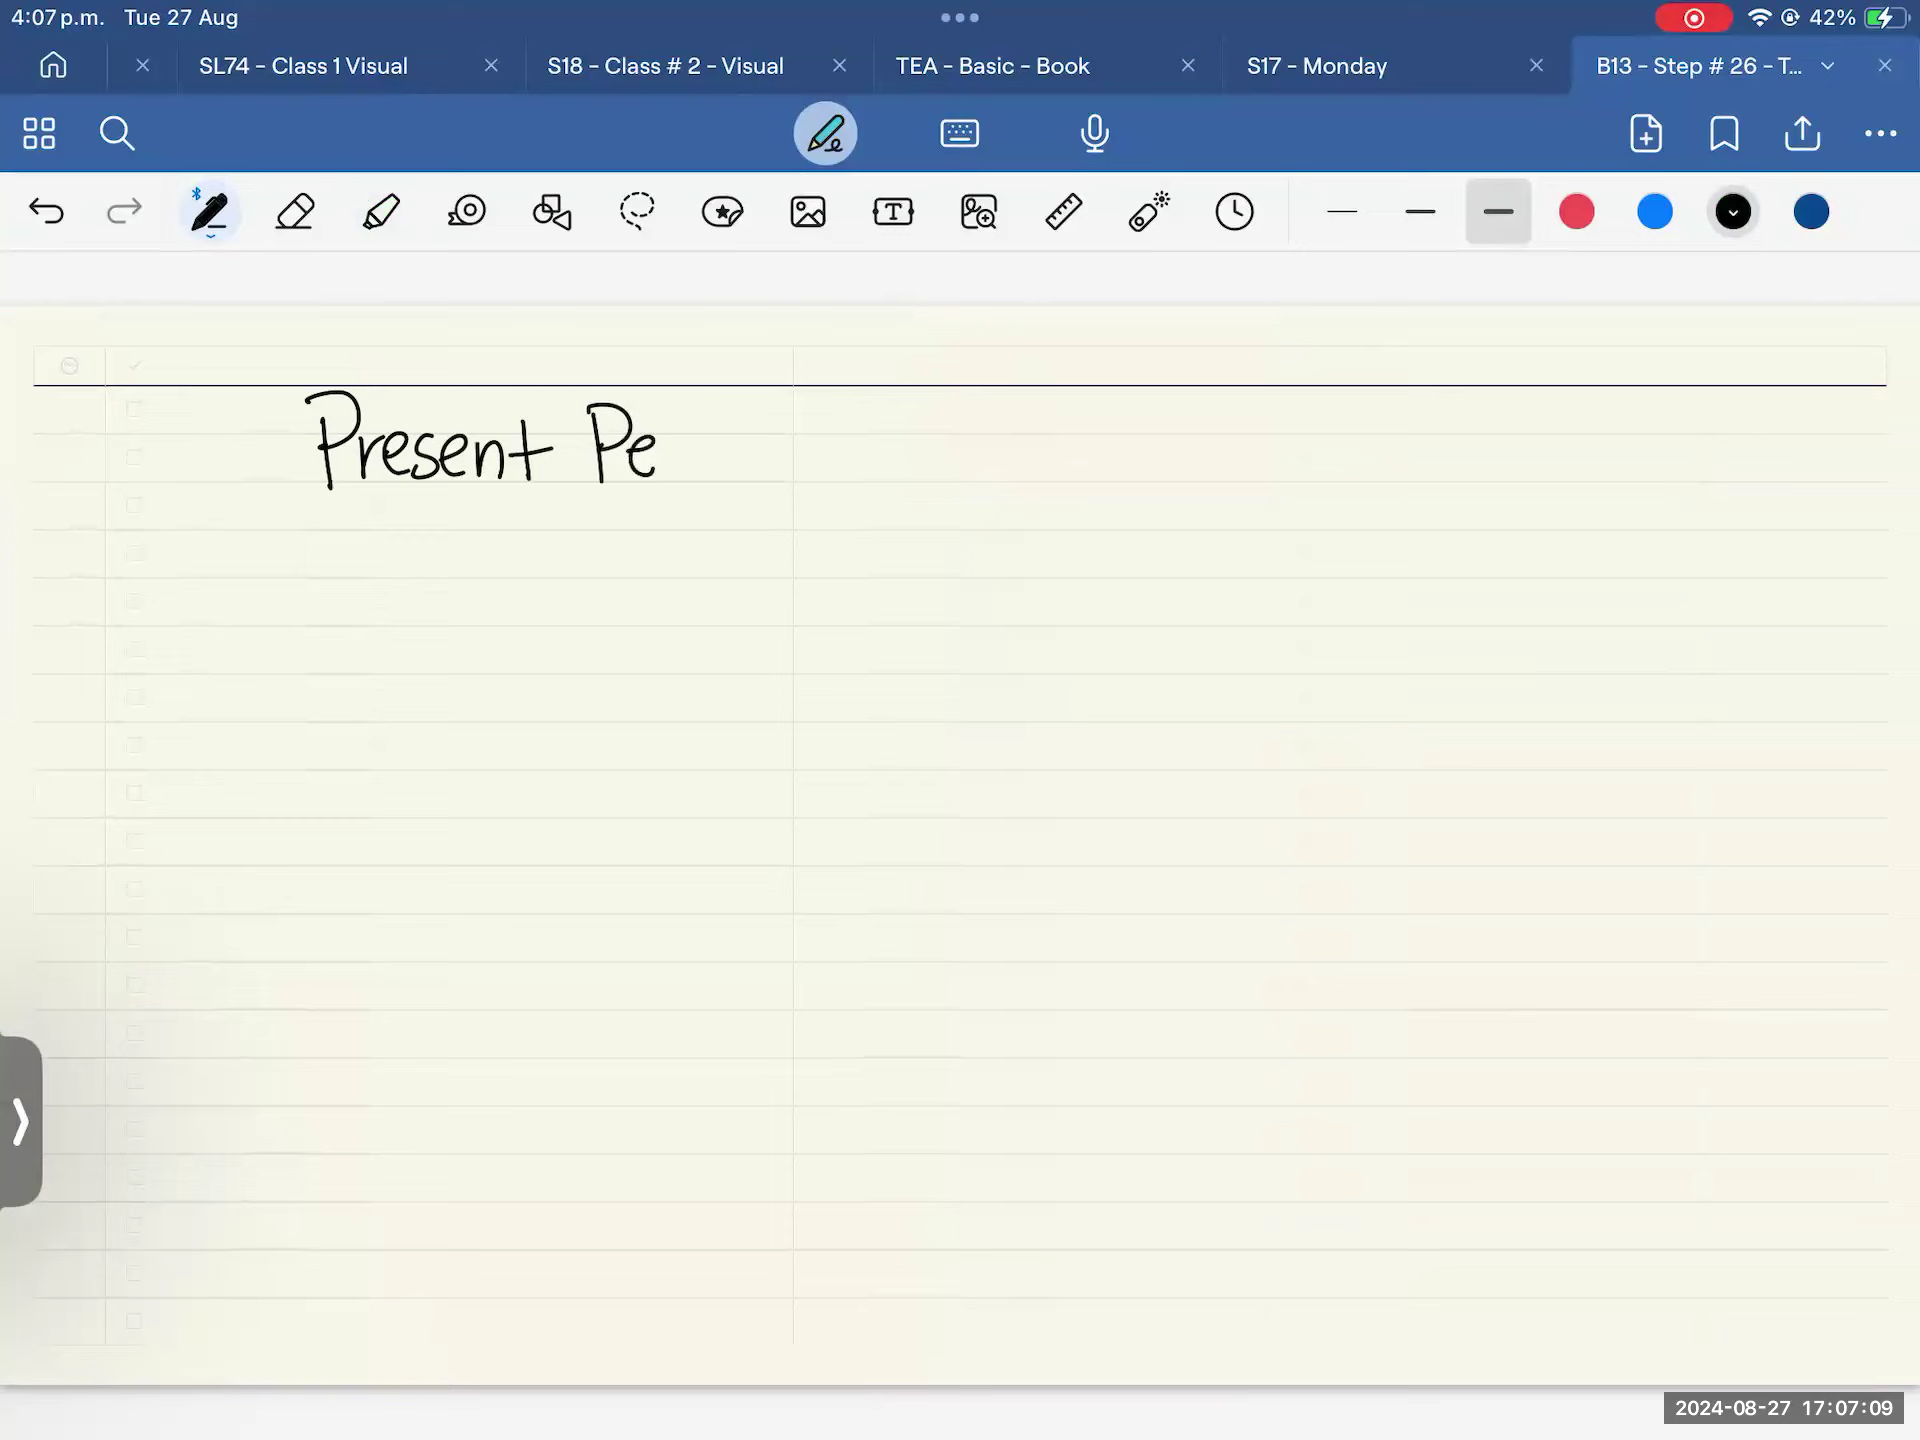 4:07 p.m. Tue 27 Aug
42%
SL74 - Class 1 Visual
S18 - Class # 2 - Visual
TEA - Basic - Book
S17 - Monday
B13 - Step # 26 - T...
Present Pe
2024-08-27 17:07:09